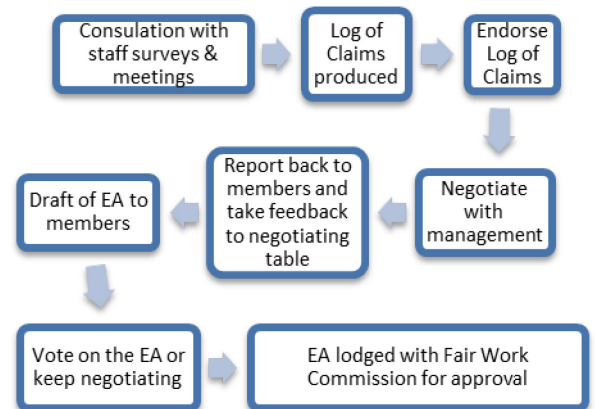 Consulation with
staff surveys &
meetings
Log of
Claims
produced
Endorse
Log of
Claims
Negotiate
with
management
Report back to
members and
take feedback
to negotiating
table
Draft of EA to
members
Vote on the EA or
keep negotiating
EA lodged with Fair Work
Commission for approval